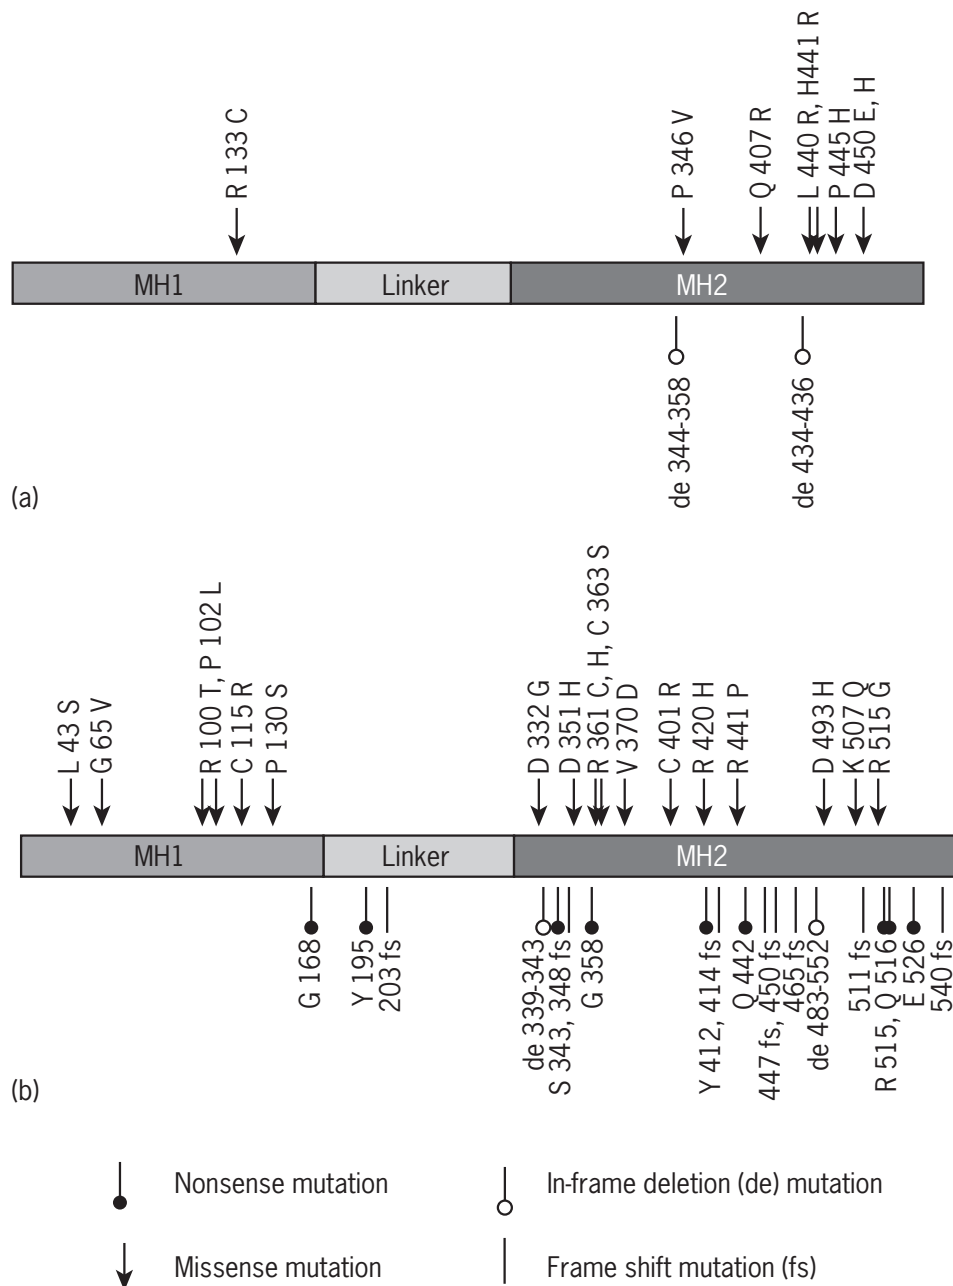 R 133 C
P 346 V
Q 407 R
L 440 R, H441 R
P 445 H
D 450 E, H
MH1 Linker MH2
de 344-358
de 434-436
(a)
L 43 S
G 65 V
R 100 T, P 102 L
C 115 R
P 130 S
D 332 G
D 351 H
R 361 C, H, C 363 S
V 370 D
C 401 R
R 420 H
R 441 P
D 493 H
K 507 Q
R 515 G
MH1 Linker MH2
G 168
Y 195
203 fs
de 339-343
S 343, 348 fs
G 358
Y 412, 414 fs
Q 442
447 fs, 450 fs
465 fs
de 483-552
511 fs
R 515, Q 516
E 526
540 fs
(b)
Nonsense mutation
In-frame deletion (de) mutation
Missense mutation
Frame shift mutation (fs)